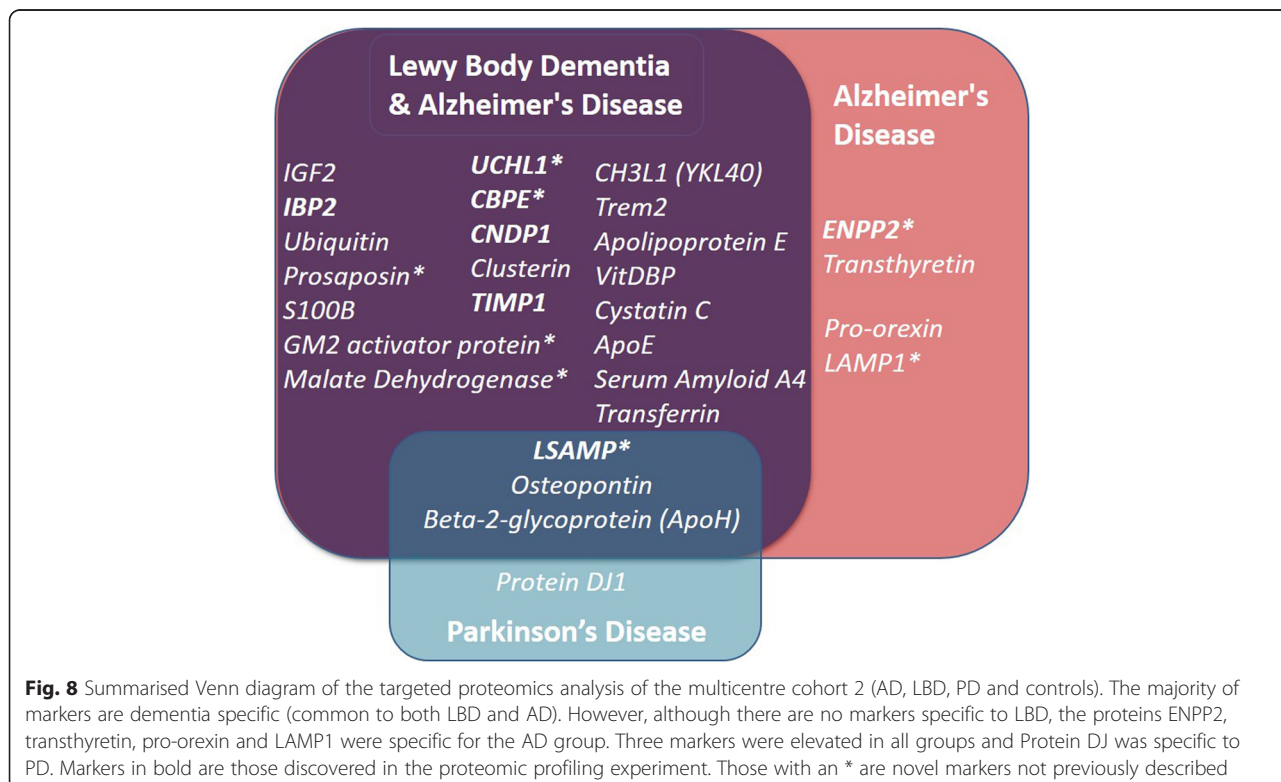 Lewy Body Dementia
& Alzheimer's Disease
IGF2
IBP2
Ubiquitin
Prosaposin*
S100B
GM2 activator protein*
Malate Dehydrogenase*
UCHL1*
CBPE*
CNDP1
Clusterin
TIMP1
CH3L1 (YKL40)
Trem2
Apolipoprotein E
VitDBP
Cystatin C
ApoE
Serum Amyloid A4
Transferrin
Alzheimer's
Disease
ENPP2*
Transthyretin
Pro-orexin
LAMP1*
LSAMP*
Osteopontin
Beta-2-glycoprotein (ApoH)
Protein DJ1
Parkinson’s Disease
Fig. 8 Summarised Venn diagram of the targeted proteomics analysis of the multicentre cohort 2 (AD, LBD, PD and controls). The majority of
markers are dementia specific (common to both LBD and AD). However, although there are no markers specific to LBD, the proteins ENPP2,
transthyretin, pro-orexin and LAMP1 were specific for the AD group. Three markers were elevated in all groups and Protein DJ was specific to
PD. Markers in bold are those discovered in the proteomic profiling experiment. Those with an * are novel markers not previously described